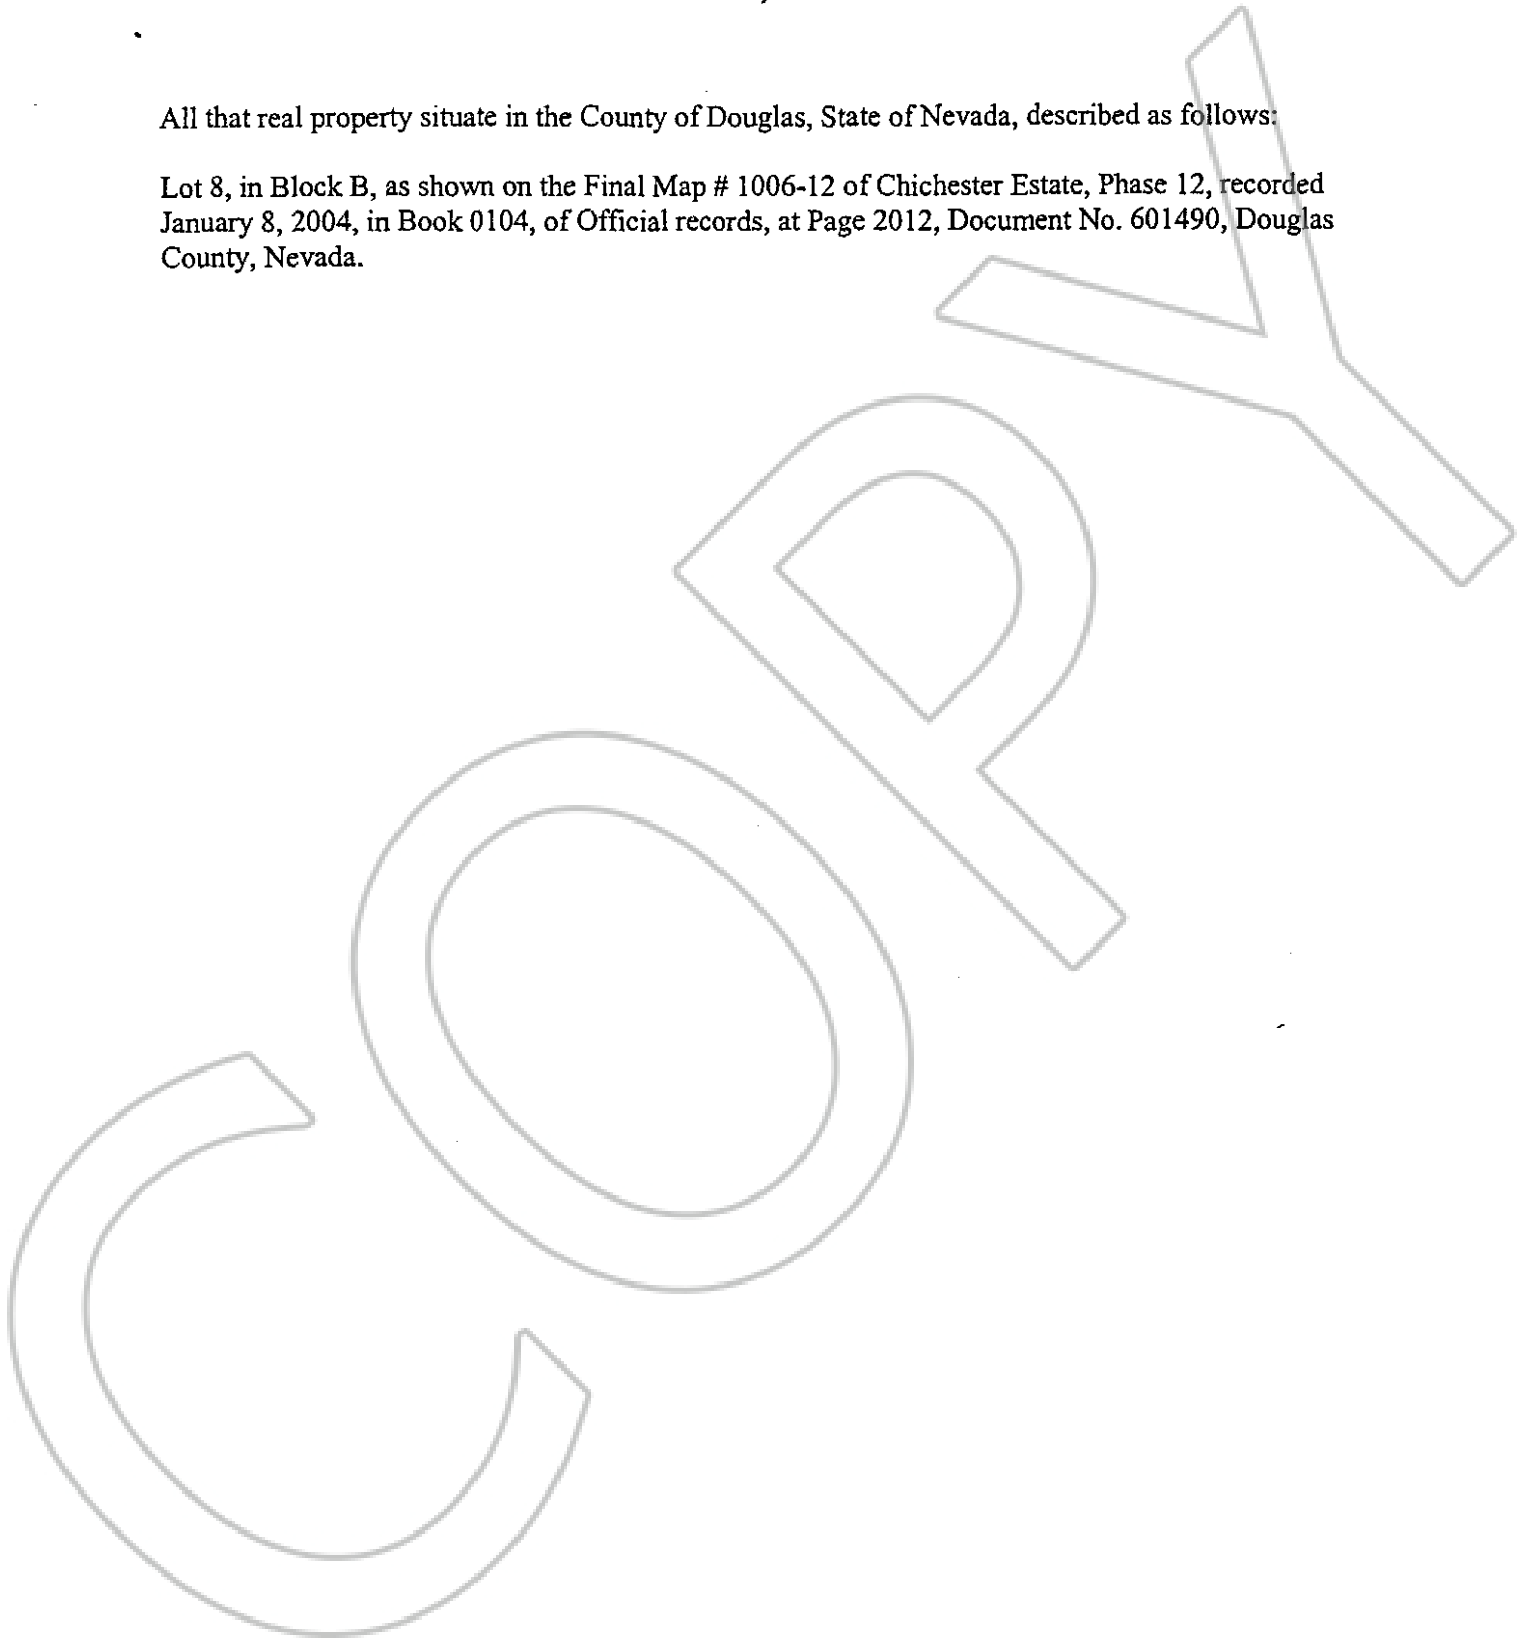 All that real property situate in the County of Douglas, State of Nevada, described as follows:
Lot 8, in Block B, as shown on the Final Map # 1006-12 of Chichester Estate, Phase 12, recorded
January 8, 2004, in Book 0104, of Official records, at Page 2012, Document No. 601490, Douglas
County, Nevada.
COPY